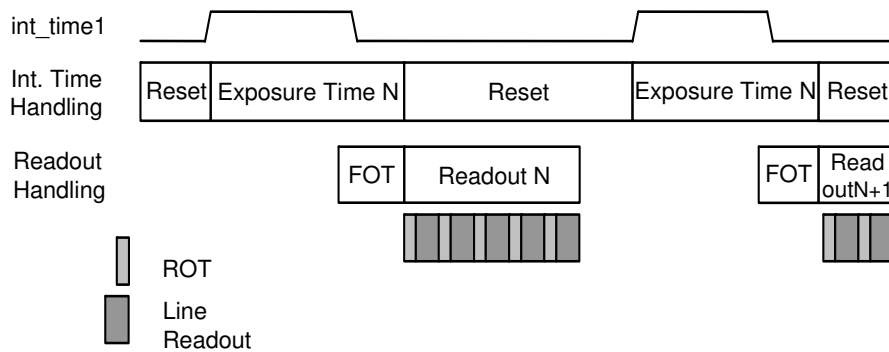 int_time1
Int. Time
Handling
Reset
Exposure Time N
Reset
Exposure Time N
Reset
Readout
Handling
FOT
Readout N
FOT
Read
outN+1
ROT
Line
Readout